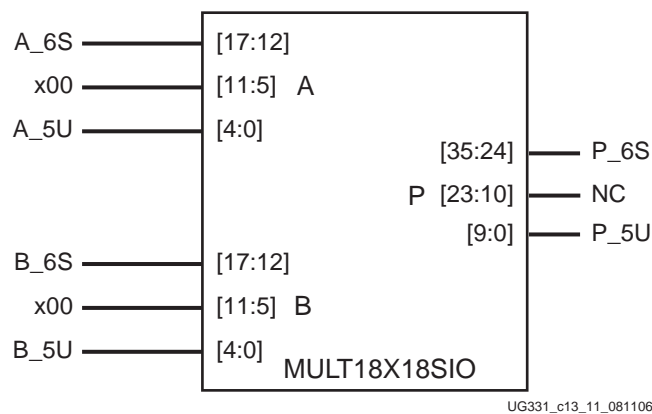 A_6S [17:12]
x00 [11:5] A
A_5U [4:0]
[35:24] P_6S
P [23:10] NC
[9:0] P_5U
B_6S [17:12]
x00 [11:5] B
B_5U [4:0]
MULT18X18SIO
UG331_c13_11_081106